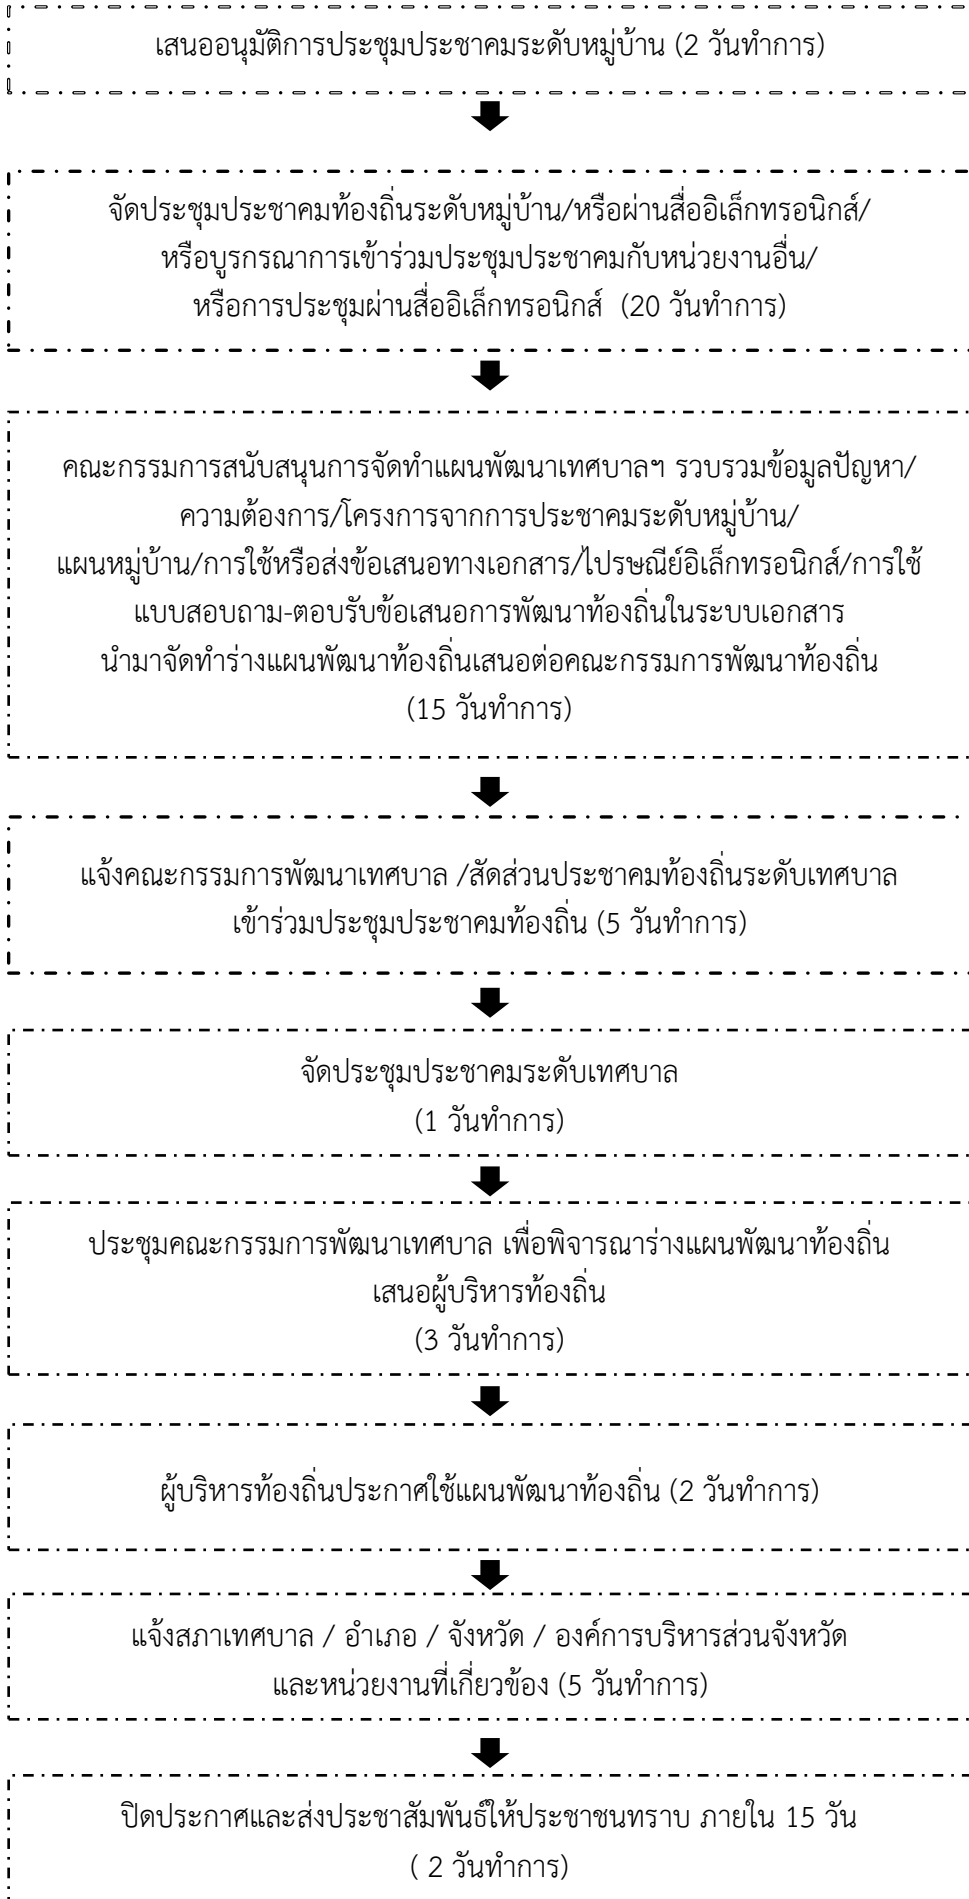 เสนออนุมัติการประชุมประชาคมระดับหมู่บ้าน (2 วันทำการ)
จัดประชุมประชาคมท้องถิ่นระดับหมู่บ้าน/หรือผ่านสื่ออิเล็กทรอนิกส์/
หรือบูรกรณาการเข้าร่วมประชุมประชาคมกับหน่วยงานอื่น/
หรือการประชุมผ่านสื่ออิเล็กทรอนิกส์ (20 วันทำการ)
คณะกรรมการสนับสนุนการจัดทำแผนพัฒนาเทศบาลฯ รวบรวมข้อมูลปัญหา/
ความต้องการ/โครงการจากการประชาคมระดับหมู่บ้าน/
แผนหมู่บ้าน/การใช้หรือส่งข้อเสนอทางเอกสาร/ไปรษณีย์อิเล็กทรอนิกส์/การใช้
แบบสอบถาม-ตอบรับข้อเสนอการพัฒนาท้องถิ่นในระบบเอกสาร
นำมาจัดทำร่างแผนพัฒนาท้องถิ่นเสนอต่อคณะกรรมการพัฒนาท้องถิ่น
(15 วันทำการ)
แจ้งคณะกรรมการพัฒนาเทศบาล /สัดส่วนประชาคมท้องถิ่นระดับเทศบาล
เข้าร่วมประชุมประชาคมท้องถิ่น (5 วันทำการ)
จัดประชุมประชาคมระดับเทศบาล
(1 วันทำการ)
ประชุมคณะกรรมการพัฒนาเทศบาล เพื่อพิจารณาร่างแผนพัฒนาท้องถิ่น
เสนอผู้บริหารท้องถิ่น
(3 วันทำการ)
ผู้บริหารท้องถิ่นประกาศใช้แผนพัฒนาท้องถิ่น (2 วันทำการ)
แจ้งสภาเทศบาล / อำเภอ / จังหวัด / องค์การบริหารส่วนจังหวัด
และหน่วยงานที่เกี่ยวข้อง (5 วันทำการ)
ปิดประกาศและส่งประชาสัมพันธ์ให้ประชาชนทราบ ภายใน 15 วัน
( 2 วันทำการ)